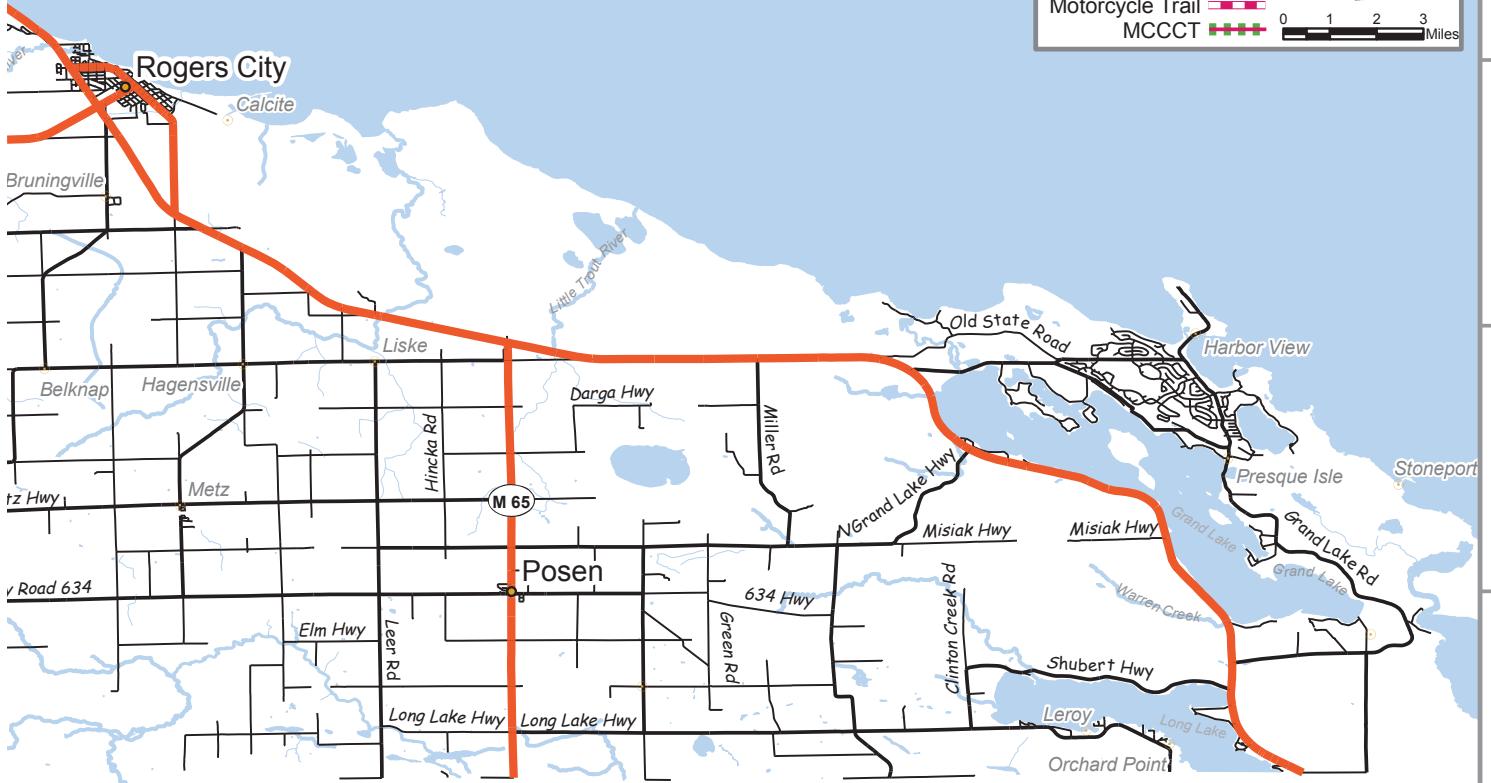 Motorcycle Trail
MCCCT
0 1 2 3
Miles
Rogers City
Calcite
Bruningville
Little Trout River
Old State Road
Harbor View
Liske
Belknap
Hagensville
Darga Hwy
Miller Rd
Hincka Rd
N Grand Lake Hwy
Presque Isle
Stoneport
Metz
tz Hwy
M 65
Misiak Hwy
Misiak Hwy
Grand Lake
Grand Lake Rd
Grand Lake
Posen
y Road 634
634 Hwy
Warren Creek
Clinton Creek Rd
Elm Hwy
Leer Rd
Green Rd
Shubert Hwy
Long Lake Hwy
Long Lake Hwy
Leroy
Long Lake
Orchard Point